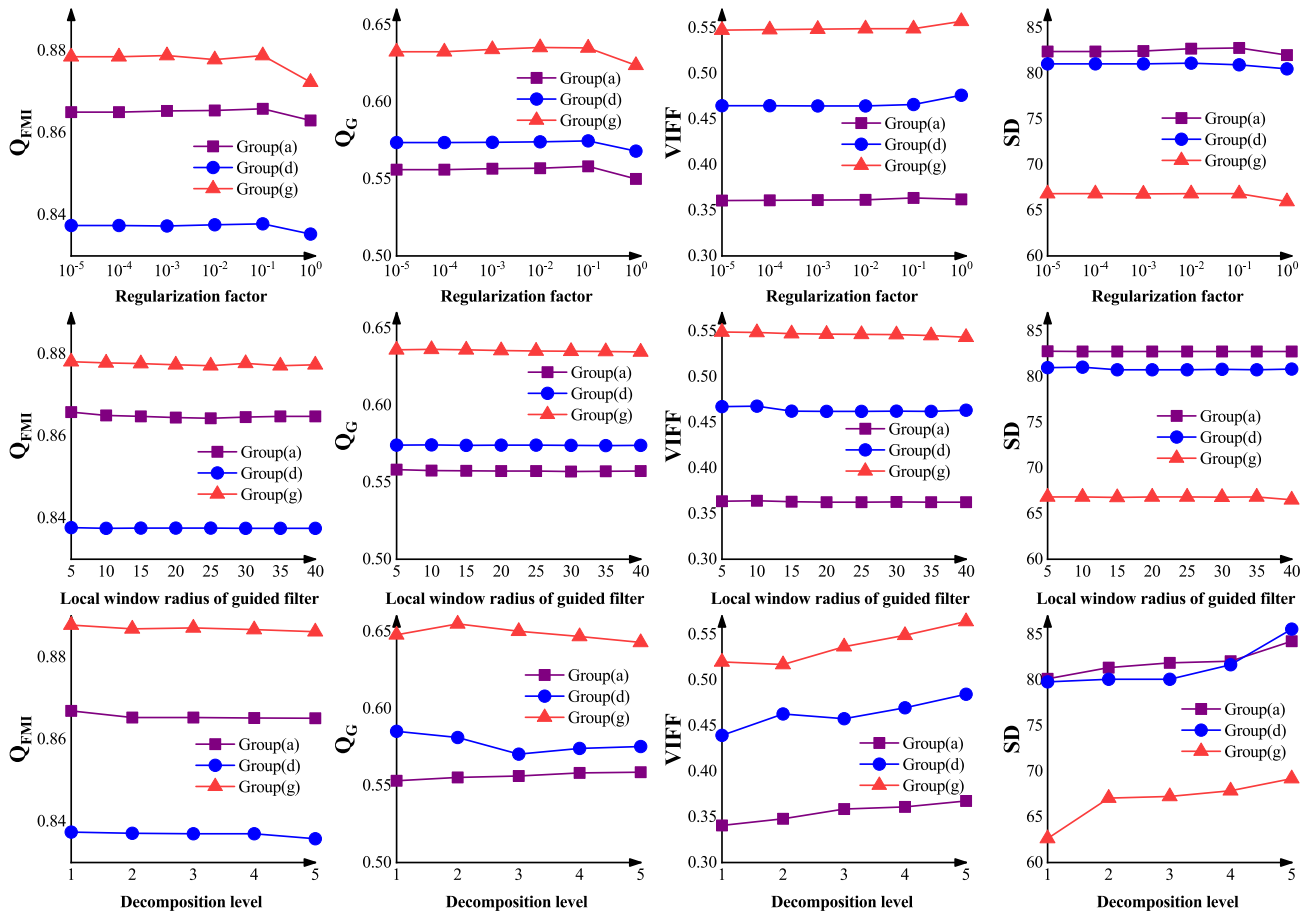 0.88
0.86
0.84
Q_FMI
Group(a)
Group(d)
Group(g)
10^-5 10^-4 10^-3 10^-2 10^-1 10^0
Regularization factor
0.65
0.60
0.55
0.50
Q_G
Group(a)
Group(d)
Group(g)
10^-5 10^-4 10^-3 10^-2 10^-1 10^0
Regularization factor
0.55
0.50
0.45
0.40
0.35
0.30
VIFF
Group(a)
Group(d)
Group(g)
10^-5 10^-4 10^-3 10^-2 10^-1 10^0
Regularization factor
85
80
75
70
65
60
SD
Group(a)
Group(d)
Group(g)
10^-5 10^-4 10^-3 10^-2 10^-1 10^0
Regularization factor
0.88
0.86
0.84
Q_FMI
Group(a)
Group(d)
Group(g)
5 10 15 20 25 30 35 40
Local window radius of guided filter
0.65
0.60
0.55
0.50
Q_G
Group(a)
Group(d)
Group(g)
5 10 15 20 25 30 35 40
Local window radius of guided filter
0.55
0.50
0.45
0.40
0.35
0.30
VIFF
Group(a)
Group(d)
Group(g)
5 10 15 20 25 30 35 40
Local window radius of guided filter
85
80
75
70
65
60
SD
Group(a)
Group(d)
Group(g)
5 10 15 20 25 30 35 40
Local window radius of guided filter
0.88
0.86
0.84
Q_FMI
Group(a)
Group(d)
Group(g)
1 2 3 4 5
Decomposition level
0.65
0.60
0.55
0.50
Q_G
Group(a)
Group(d)
Group(g)
1 2 3 4 5
Decomposition level
0.55
0.50
0.45
0.40
0.35
0.30
VIFF
Group(a)
Group(d)
Group(g)
1 2 3 4 5
Decomposition level
85
80
75
70
65
60
SD
Group(a)
Group(d)
Group(g)
1 2 3 4 5
Decomposition level